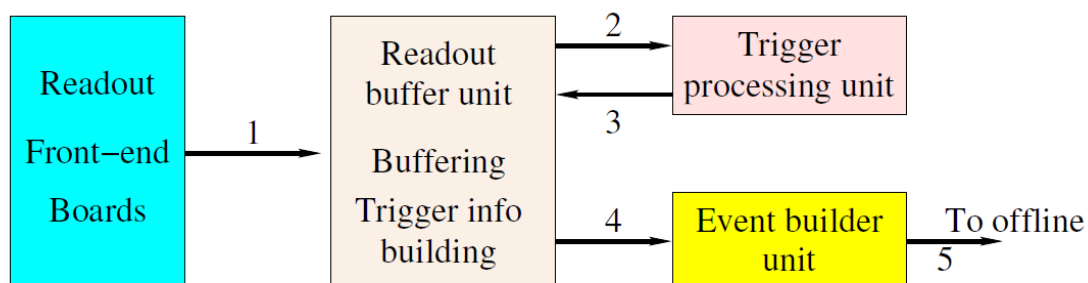 Readout
Front−end
Boards
1
Readout
buffer unit
Buffering
Trigger info
building
2
3
Trigger
processing unit
4
Event builder
unit
To offline
5